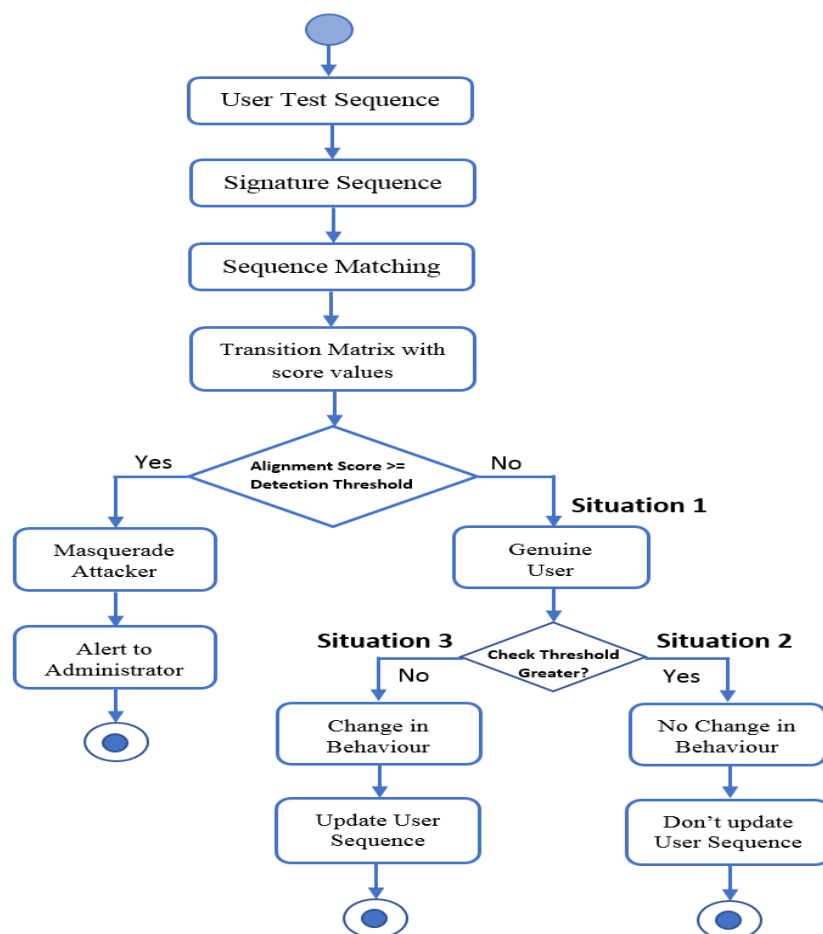 User Test Sequence
Signature Sequence
Sequence Matching
Transition Matrix with
score values
Alignment Score >=
Detection Threshold
Yes
No
Situation 1
Masquerade
Attacker
Genuine
User
Alert to
Administrator
Situation 3
Situation 2
Check Threshold
Greater?
No
Yes
Change in
Behaviour
No Change in
Behaviour
Update User
Sequence
Don’t update
User Sequence